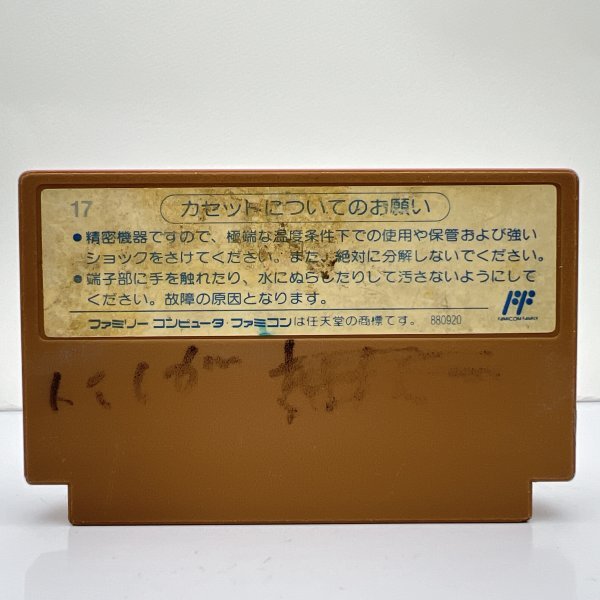 17
カセットについてのお願い
●精密機器ですので、極端な温度条件下での使用や保管および強い
ショックをさけてください。また、絶対に分解しないでください。
●端子部に手を触れたり、水にぬらしたりして汚さないようにして
ください。故障の原因となります。
FF
FAMICOM FAMILY
ファミリー コンピュータ・ファミコンは任天堂の商標です。 880920